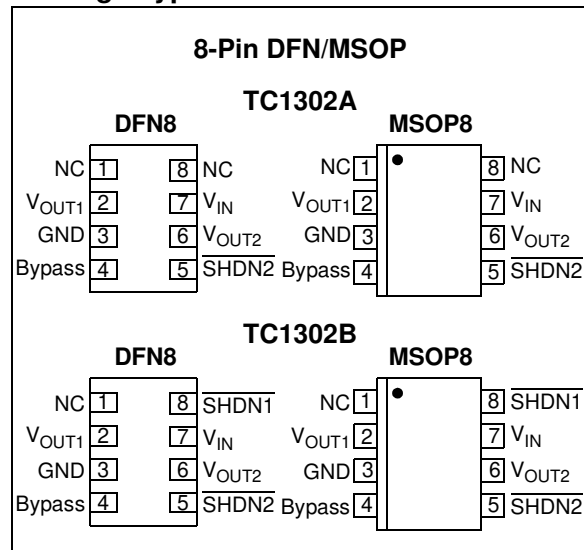 8-Pin DFN/MSOP
TC1302A
DFN8 MSOP8
NC 1 8 NC NC 1 8 NC
VOUT1 2 7 VIN VOUT1 2 7 VIN
GND 3 6 VOUT2 GND 3 6 VOUT2
Bypass 4 5 SHDN2 Bypass 4 5 SHDN2
TC1302B
DFN8 MSOP8
NC 1 8 SHDN1 NC 1 8 SHDN1
VOUT1 2 7 VIN VOUT1 2 7 VIN
GND 3 6 VOUT2 GND 3 6 VOUT2
Bypass 4 5 SHDN2 Bypass 4 5 SHDN2